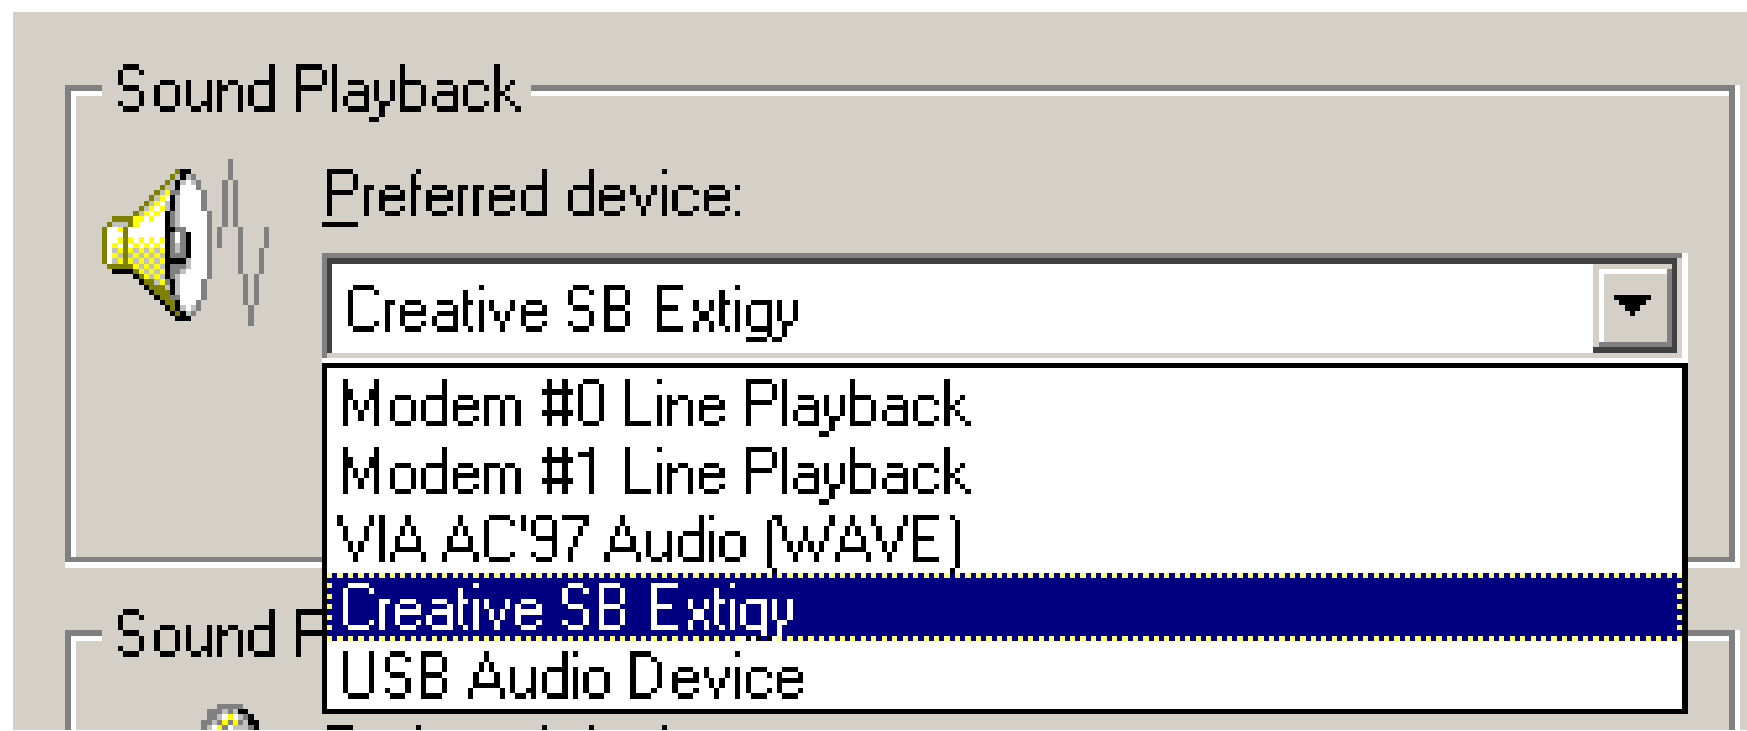 Sound Playback
Preferred device:
Creative SB Extigy
Modem #0 Line Playback
Modem #1 Line Playback
VIA AC'97 Audio (WAVE)
Creative SB Extigy
Sound
USB Audio Device